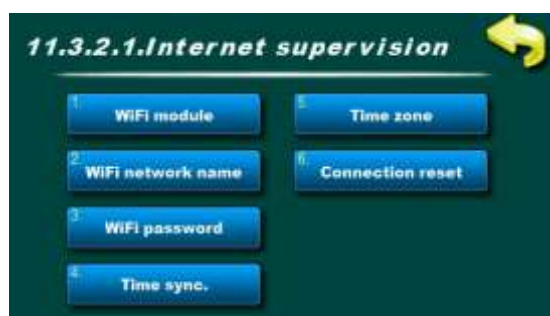 11.3.2.1.Internet supervision
1.
WiFi module
2.
WiFi network name
3.
WiFi password
4.
Time sync.
5.
Time zone
6.
Connection reset